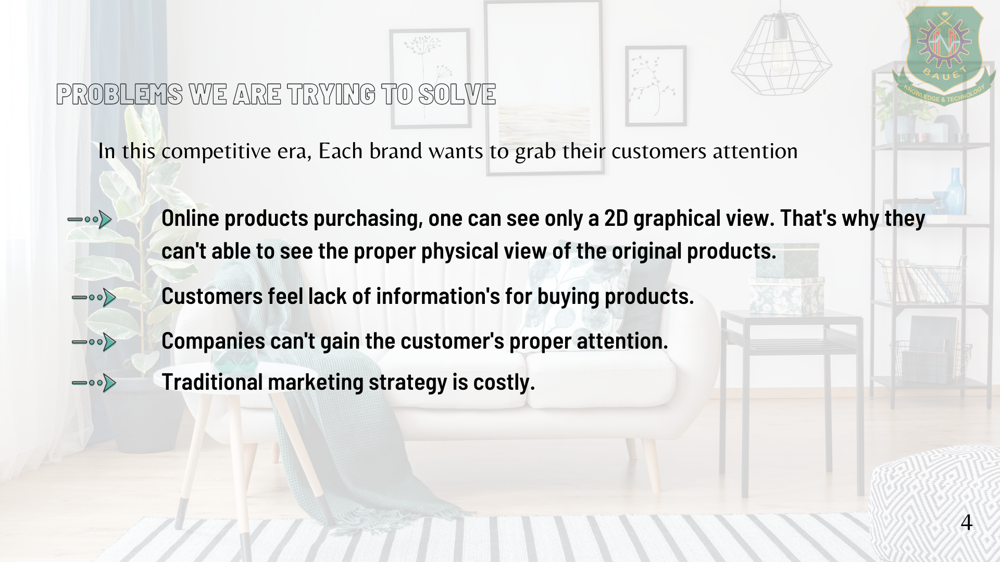 PROBLEMS WE ARE TRYING TO SOLVE
In this competitive era, Each brand wants to grab their customers attention
Online products purchasing, one can see only a 2D graphical view. That's why they
can't able to see the proper physical view of the original products.
Customers feel lack of information's for buying products.
Companies can't gain the customer's proper attention.
Traditional marketing strategy is costly.
BAUET
KNOWLEDGE & TECHNOLOGY
4